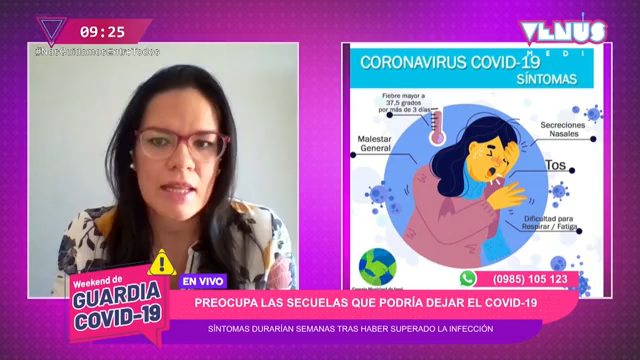 09:25
#NosCuidamosEntreTodos
VENÚS
MEDIA
CORONAVIRUS COVID-19
SÍNTOMAS
Fiebre mayor a
37,5 grados
por más de 3 días
Malestar
General
Secreciones
Nasales
Tos
Dificultad para
Respirar / Fatiga
(0985) 105 123
Weekend de
GUARDIA
COVID-19
EN VIVO
PREOCUPA LAS SECUELAS QUE PODRÍA DEJAR EL COVID-19
SÍNTOMAS DURARÍAN SEMANAS TRAS HABER SUPERADO LA INFECCIÓN